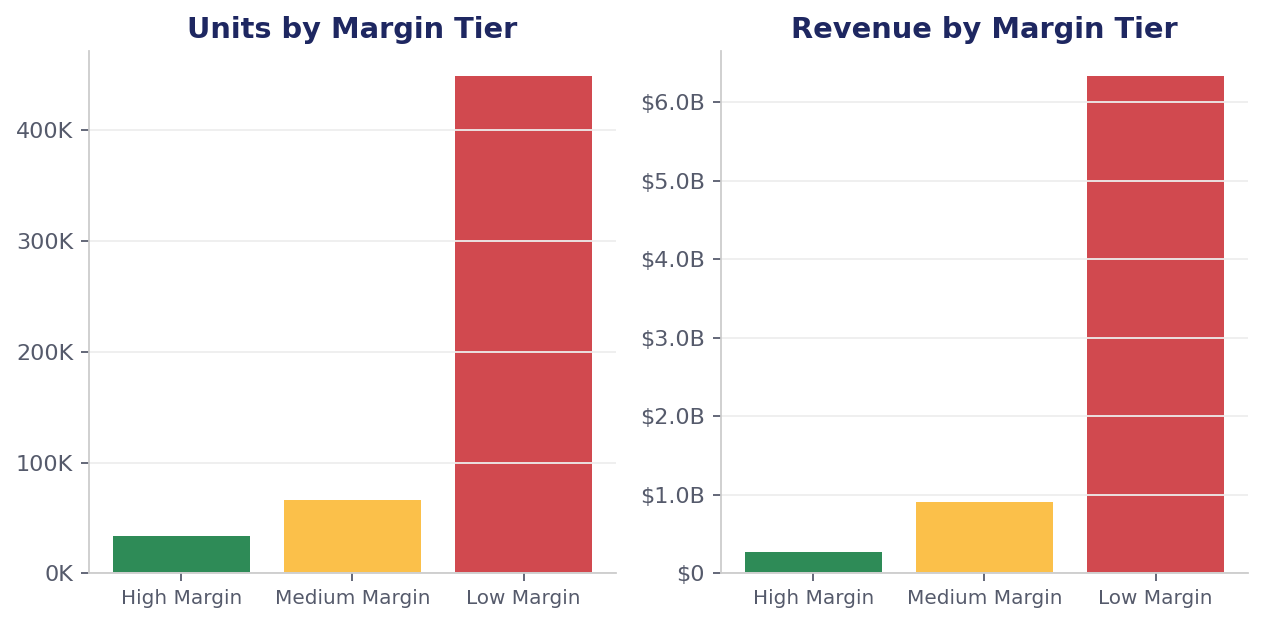 Units by Margin Tier
400K
300K
200K
100K
0K
High Margin
Medium Margin
Low Margin
Revenue by Margin Tier
$6.0B
$5.0B
$4.0B
$3.0B
$2.0B
$1.0B
$0
High Margin
Medium Margin
Low Margin